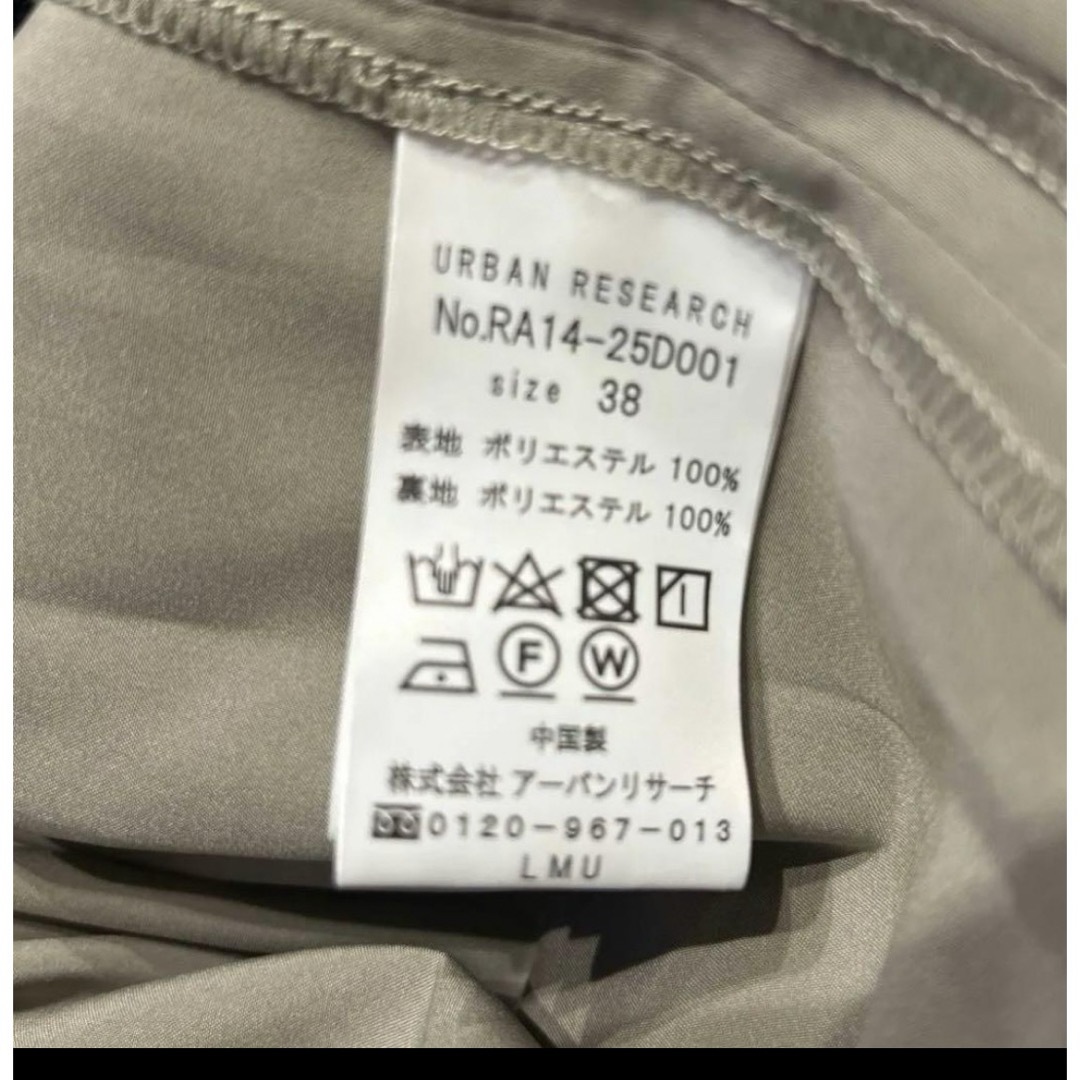 URBAN RESEARCH
No.RA14-25D001
size 38
表地 ポリエステル 100%
裏地 ポリエステル 100%
F W
中国製
株式会社 アーバンリサーチ
0120-967-013
LMU